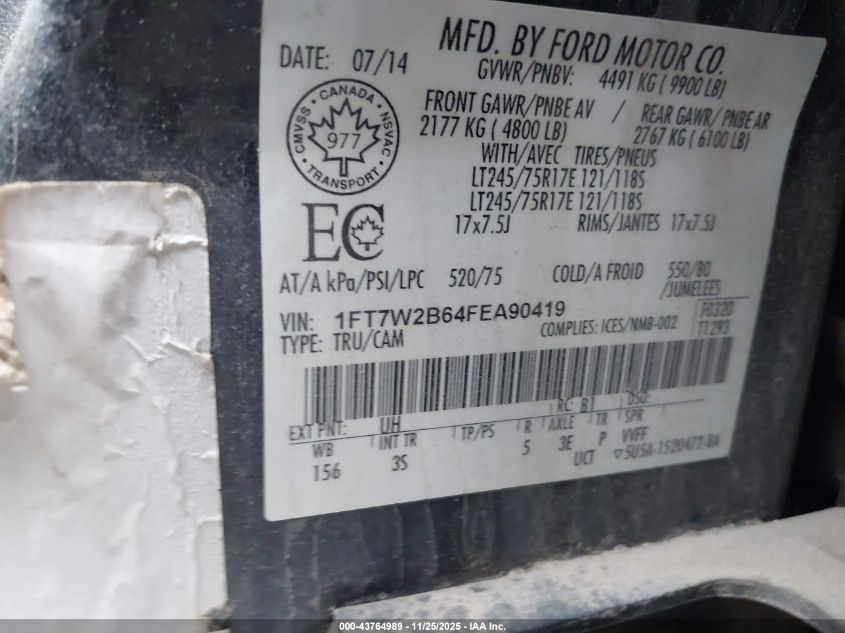 MFD. BY FORD MOTOR CO.
DATE: 07/14
GVWR/PNBV: 4491 KG ( 9900 LB)
FRONT GAWR/PNBE AV / REAR GAWR/ PNBE AR
2177 KG ( 4800 LB) 2767 KG ( 6100 LB)
WITH/AVEC TIRES/PNEUS
LT245/75R17E 121/118S
LT245/75R17E 121/118S
17x7.5J RIMS/JANTES 17x7.5J
CMVSS CANADA NSVAC
977
TRANSPORT
EC
AT/A kPa/PSI/LPC 520/75 COLD/A FROID 550/80
/JUMELEES
VIN: 1FT7W2B64FEA90419 F0320
TYPE: TRU/CAM COMPLIES: ICES/NMB-002 T1293
EXT PNT: UH RC: B1 DSO:
WB INT TR TP/PS R AXLE TR SPR
156 3S 5 3E P VVFF
UCT ▽5U5A-1520472-BA
000-43764989 - 11/25/2025 - IAA Inc.